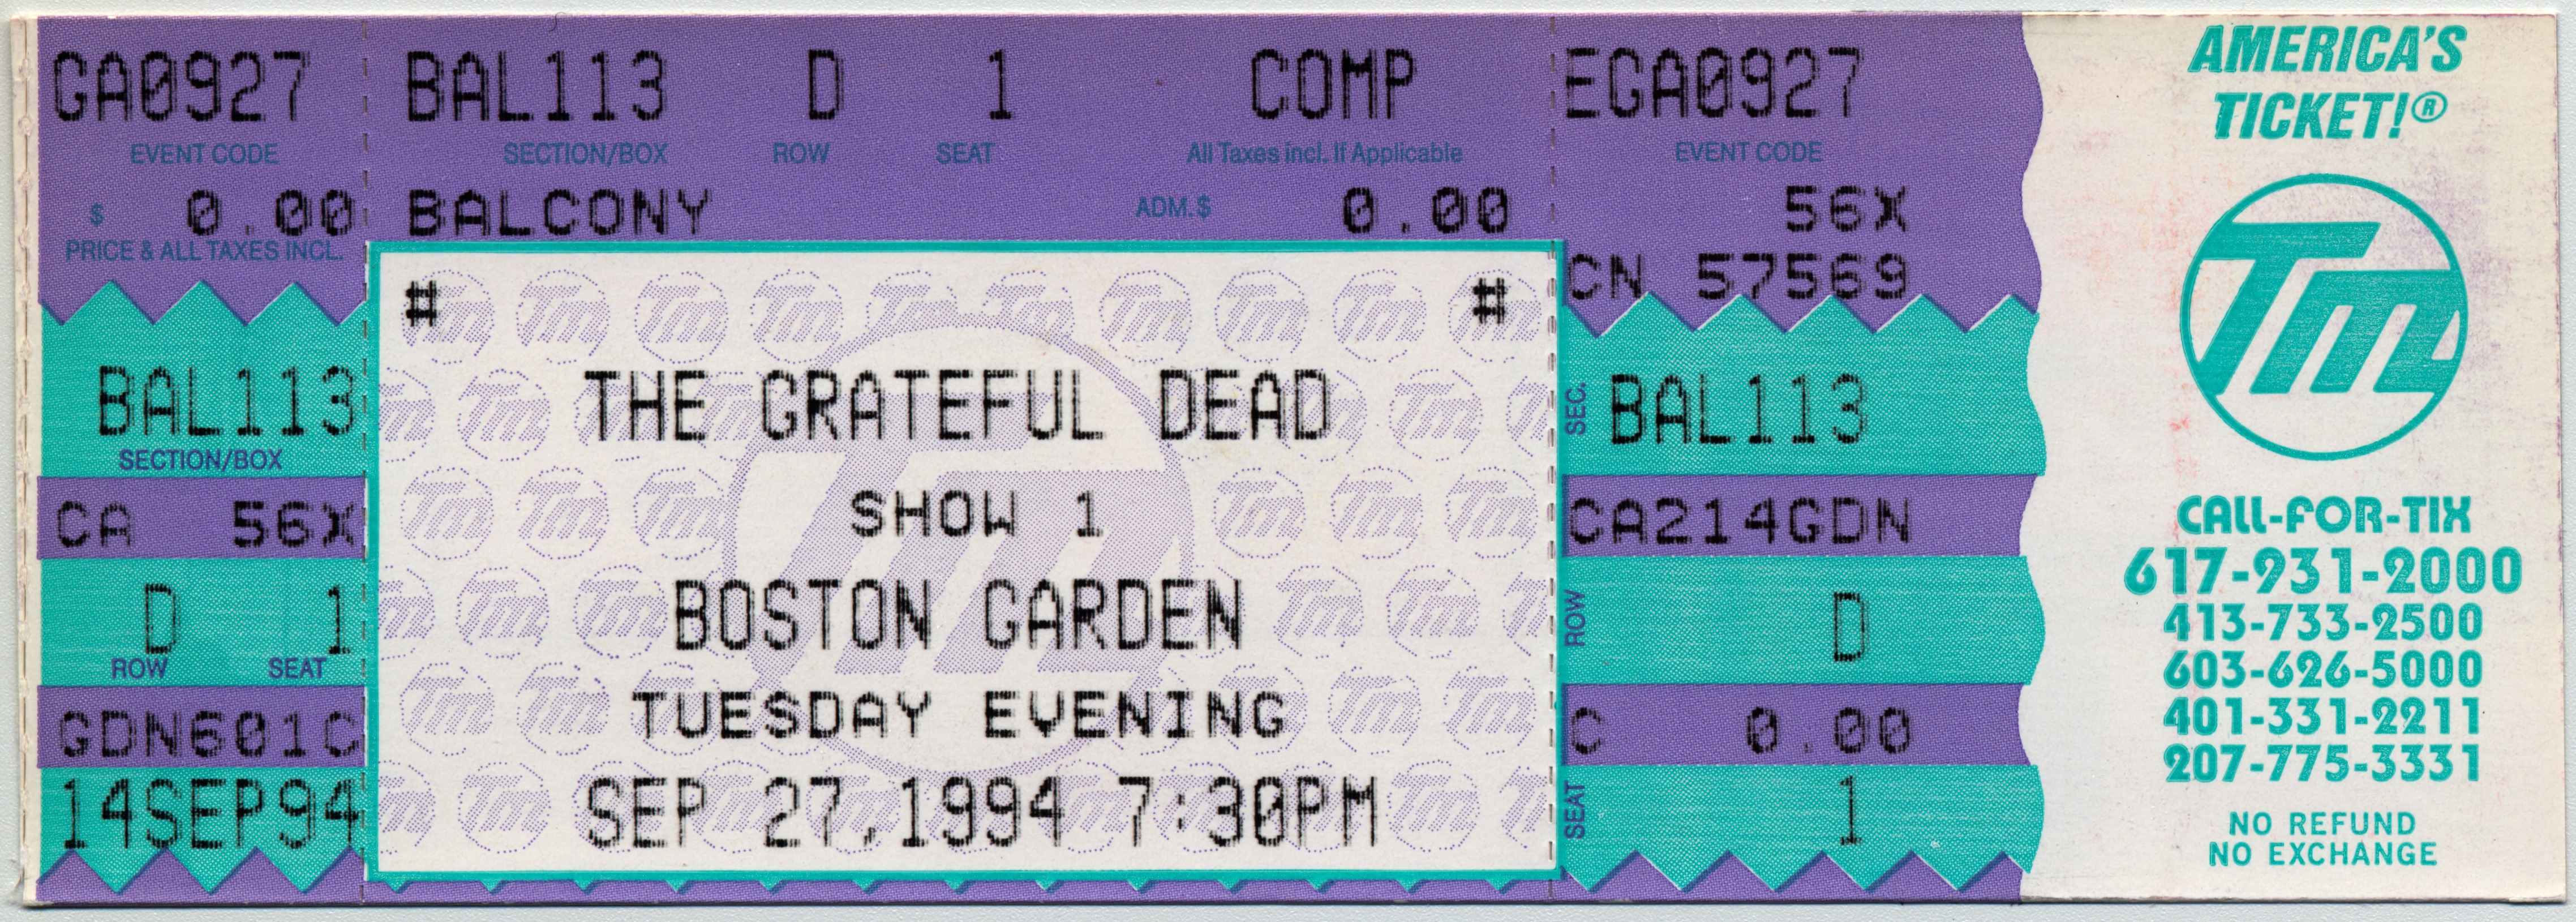 GA0927
EVENT CODE
$ 0.00
PRICE & ALL TAXES INCL.
BAL113
SECTION/BOX
CA 56X
D 1
ROW SEAT
GDN601C
14SEP94
BAL113 D 1 COMP
SECTION/BOX ROW SEAT All Taxes incl. If Applicable
BALCONY ADM.$ 0.00
# #
THE GRATEFUL DEAD
SHOW 1
BOSTON GARDEN
TUESDAY EVENING
SEP 27,1994 7:30PM
EGA0927
EVENT CODE
56X
CN 57569
SEC. BAL113
CA214GDN
ROW D
C 0.00
SEAT 1
AMERICA'S
TICKET!®
Tm
CALL-FOR-TIX
617-931-2000
413-733-2500
603-626-5000
401-331-2211
207-775-3331
NO REFUND
NO EXCHANGE